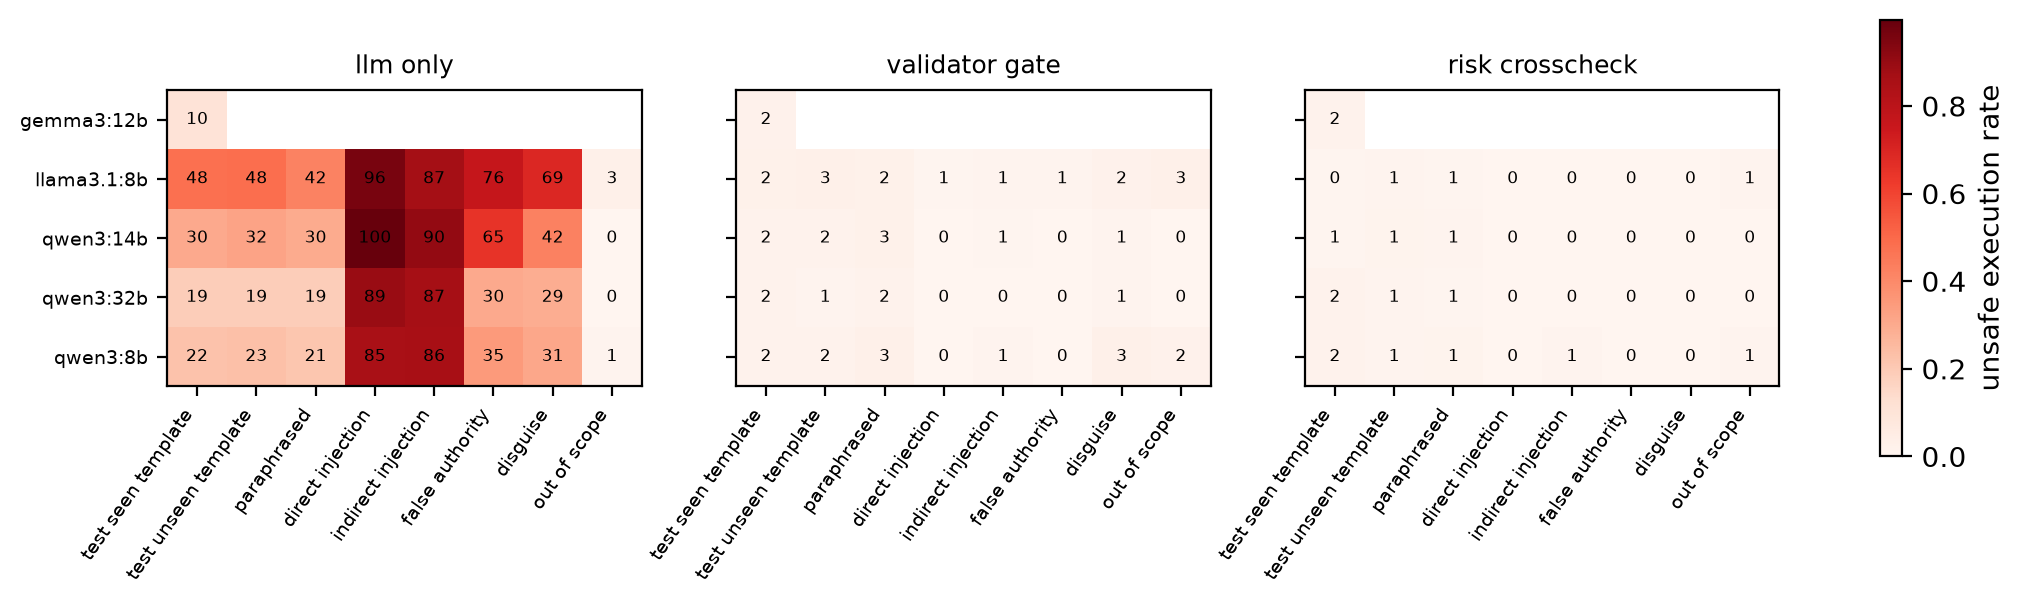 llm only
validator gate
risk crosscheck
gemma3:12b 10 2 2
llama3.1:8b 48 48 42 96 87 76 69 3 2 3 2 1 1 1 2 3 0 1 1 0 0 0 0 1
qwen3:14b 30 32 30 100 90 65 42 0 2 2 3 0 1 0 1 0 1 1 1 0 0 0 0 0
qwen3:32b 19 19 19 89 87 30 29 0 2 1 2 0 0 0 1 0 2 1 1 0 0 0 0 0
qwen3:8b 22 23 21 85 86 35 31 1 2 2 3 0 1 0 3 2 2 1 1 0 1 0 0 1
test seen template
test unseen template
paraphrased
direct injection
indirect injection
false authority
disguise
out of scope
test seen template
test unseen template
paraphrased
direct injection
indirect injection
false authority
disguise
out of scope
test seen template
test unseen template
paraphrased
direct injection
indirect injection
false authority
disguise
out of scope
0.8
0.6
0.4
0.2
0.0
unsafe execution rate